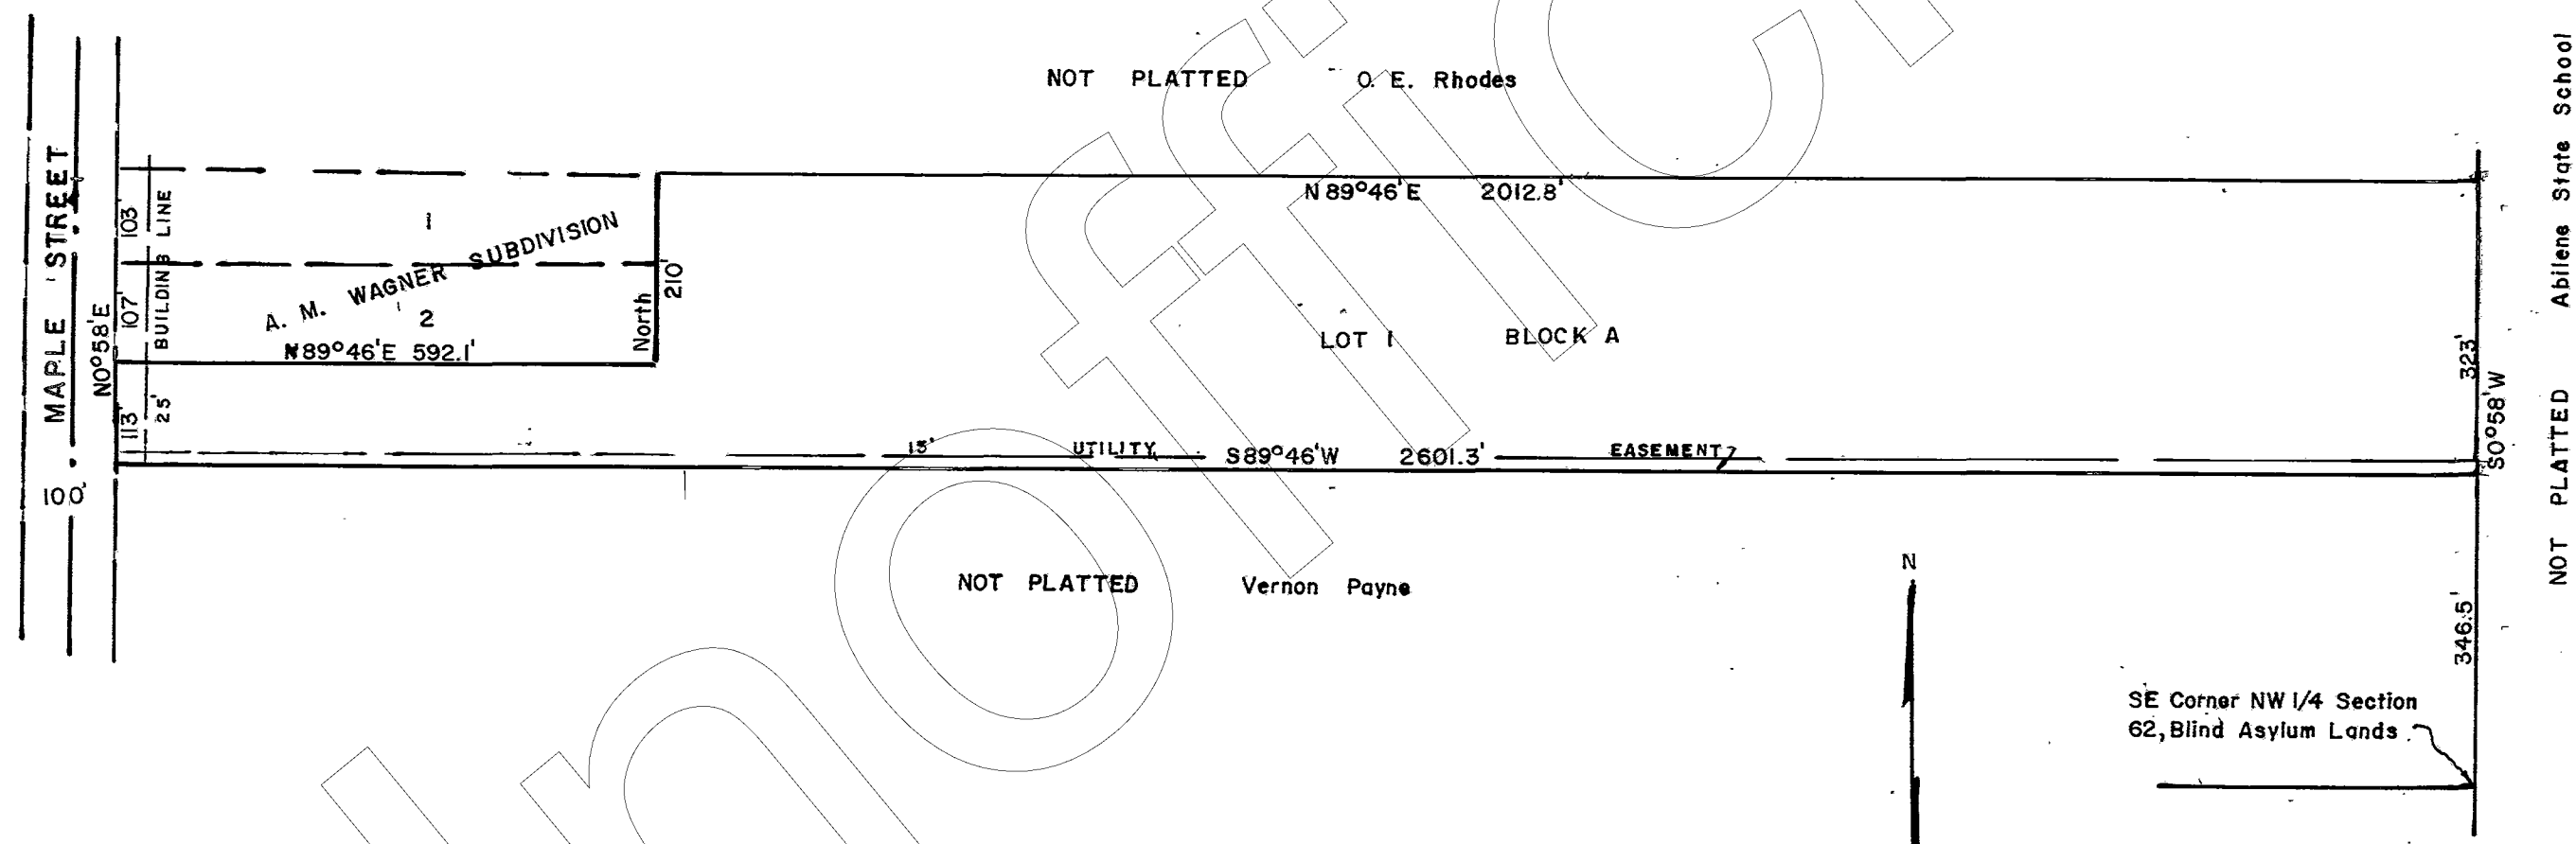 NOT PLATTED O. E. Rhodes
Abilene State School
NOT PLATTED
MAPLE STREET
100'
N0°58'E
103'
107'
113'
BUILDING LINE
25'
1
A. M. WAGNER SUBDIVISION
2
N89°46'E 592.1'
North
210'
N89°46'E 2012.8'
LOT 1 BLOCK A
323'
S0°58'W
15' UTILITY EASEMENT
S89°46'W 2601.3'
NOT PLATTED Vernon Payne
N
346.5'
SE Corner NW 1/4 Section
62, Blind Asylum Lands
Unoffic